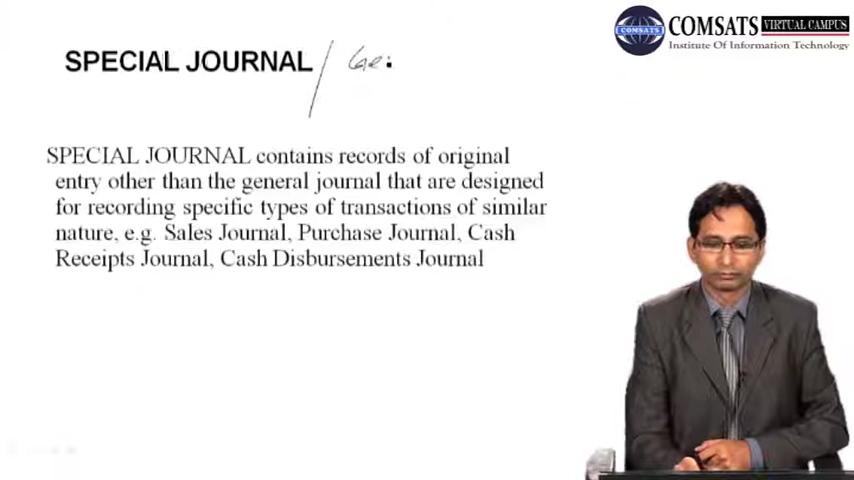 COMSATS VIRTUAL CAMPUS
COMSATS
Institute Of Information Technology
SPECIAL JOURNAL / Ge
SPECIAL JOURNAL contains records of original
entry other than the general journal that are designed
for recording specific types of transactions of similar
nature, e.g. Sales Journal, Purchase Journal, Cash
Receipts Journal, Cash Disbursements Journal